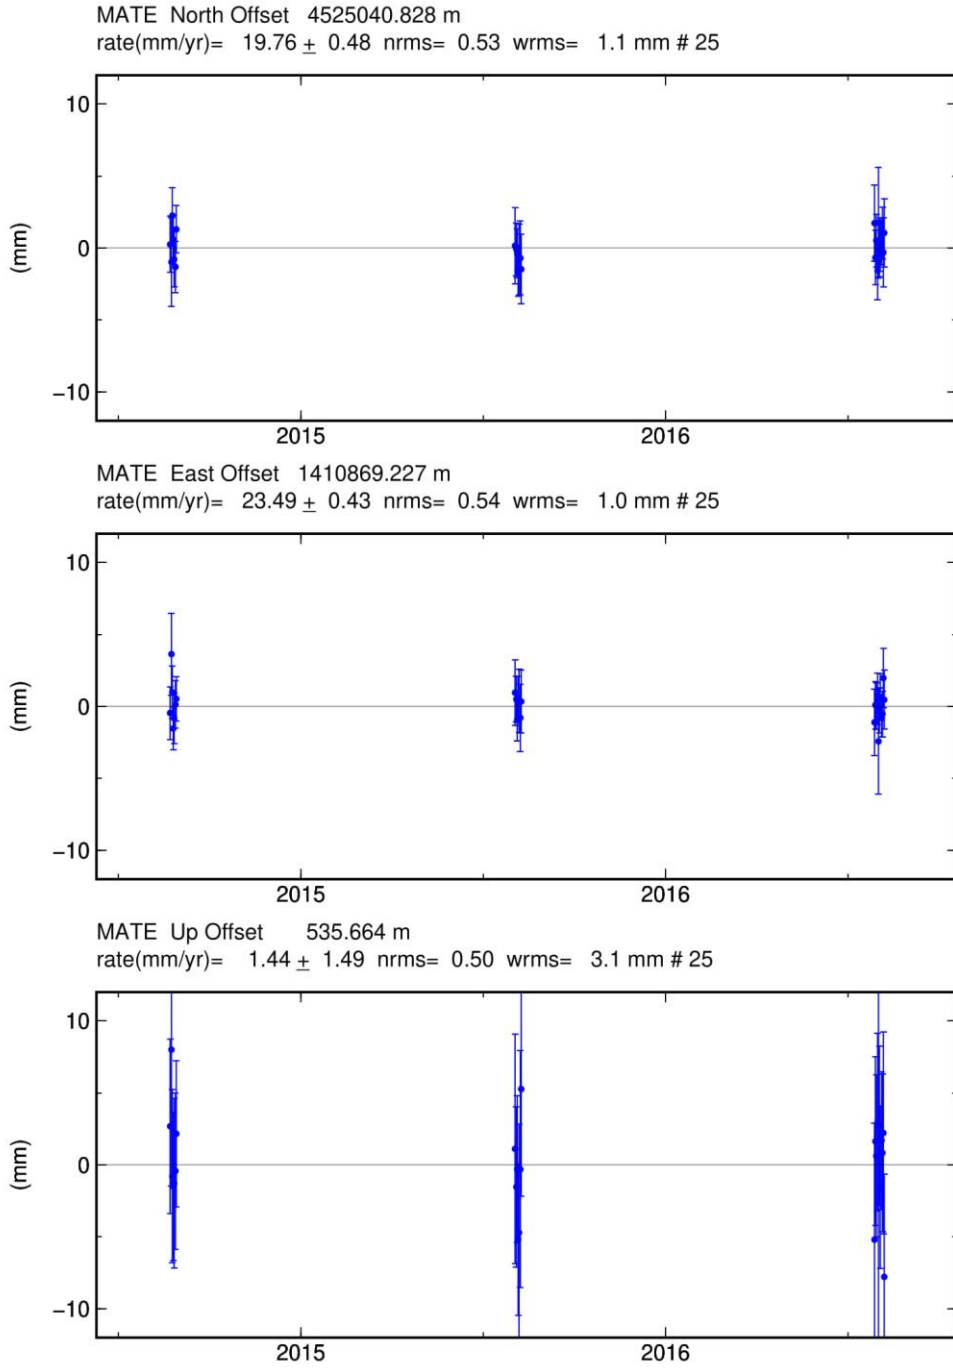 MATE North Offset 4525040.828 m
rate(mm/yr)= 19.76 ± 0.48 nrms= 0.53 wrms= 1.1 mm # 25
10
(mm)
0
−10
2015 2016
MATE East Offset 1410869.227 m
rate(mm/yr)= 23.49 ± 0.43 nrms= 0.54 wrms= 1.0 mm # 25
10
(mm)
0
−10
2015 2016
MATE Up Offset 535.664 m
rate(mm/yr)= 1.44 ± 1.49 nrms= 0.50 wrms= 3.1 mm # 25
10
(mm)
0
−10
2015 2016